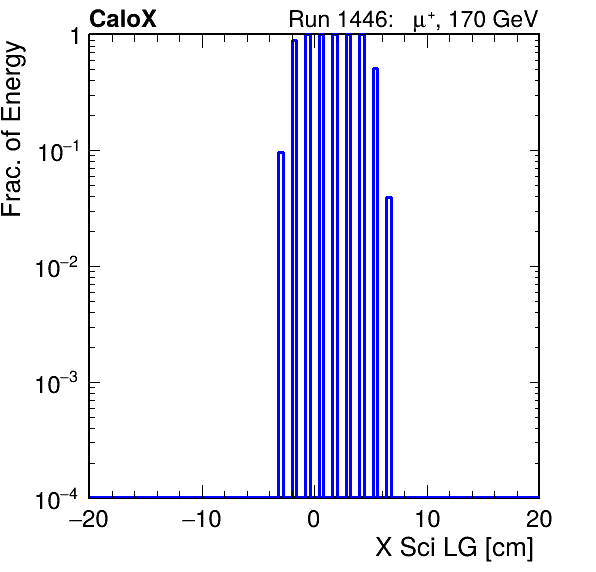 CaloX Run 1446: μ⁺, 170 GeV
Frac. of Energy
1
10⁻¹
10⁻²
10⁻³
10⁻⁴
−20 −10 0 10 20
X Sci LG [cm]